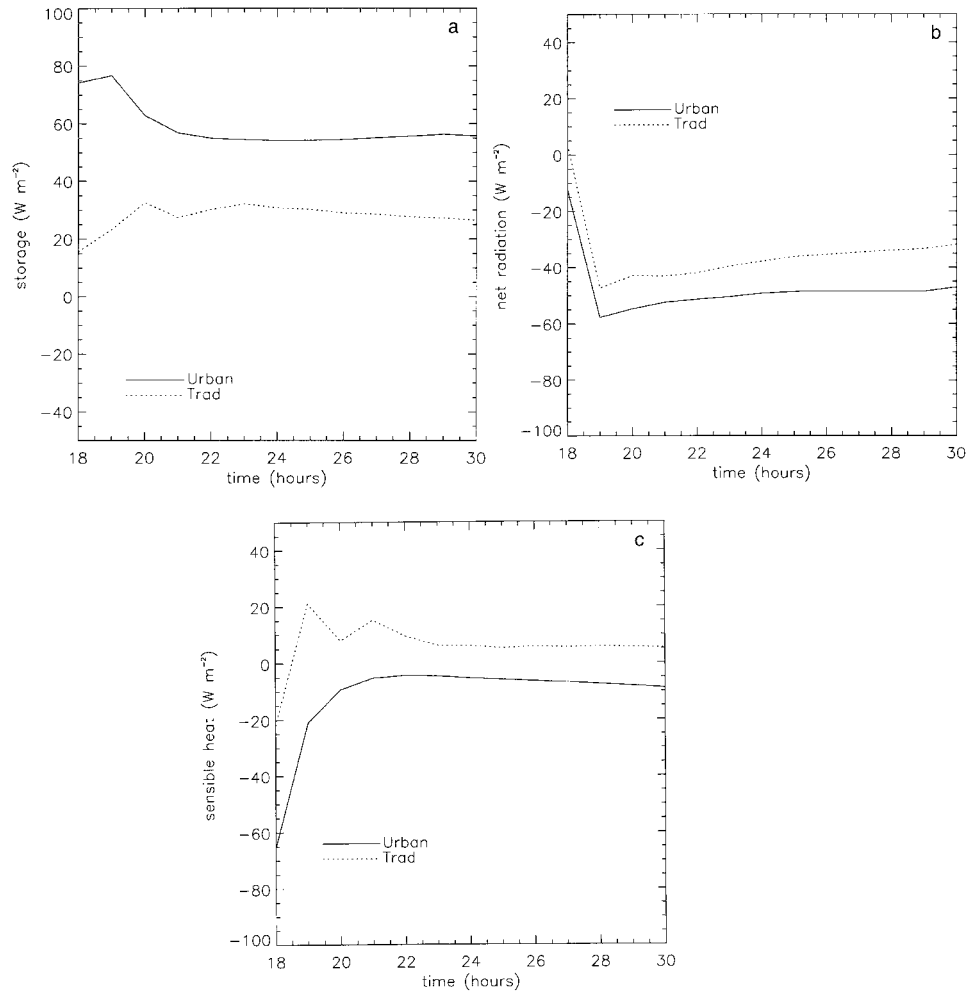 a
100
80
60
40
20
0
−20
−40
storage (W m⁻²)
Urban
Trad
18 20 22 24 26 28 30
time (hours)
b
40
20
0
−20
−40
−60
−80
−100
net radiation (W m⁻²)
Urban
Trad
18 20 22 24 26 28 30
time (hours)
c
40
20
0
−20
−40
−60
−80
−100
sensible heat (W m⁻²)
Urban
Trad
18 20 22 24 26 28 30
time (hours)